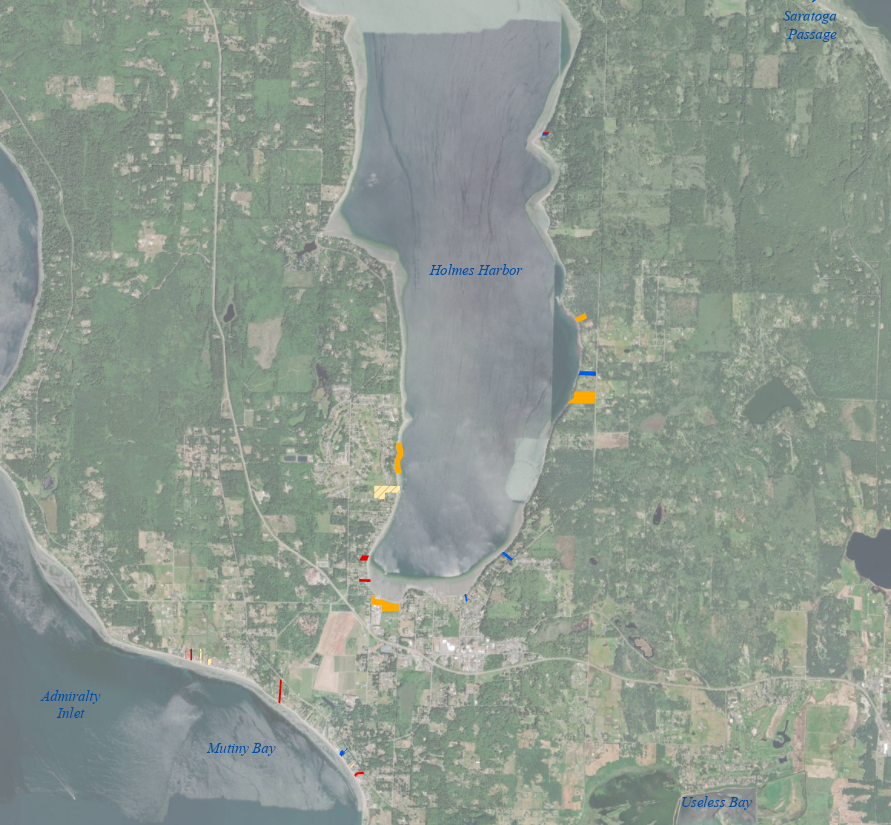 Saratoga
Passage
Holmes Harbor
Admiralty
Inlet
Mutiny Bay
Useless Bay